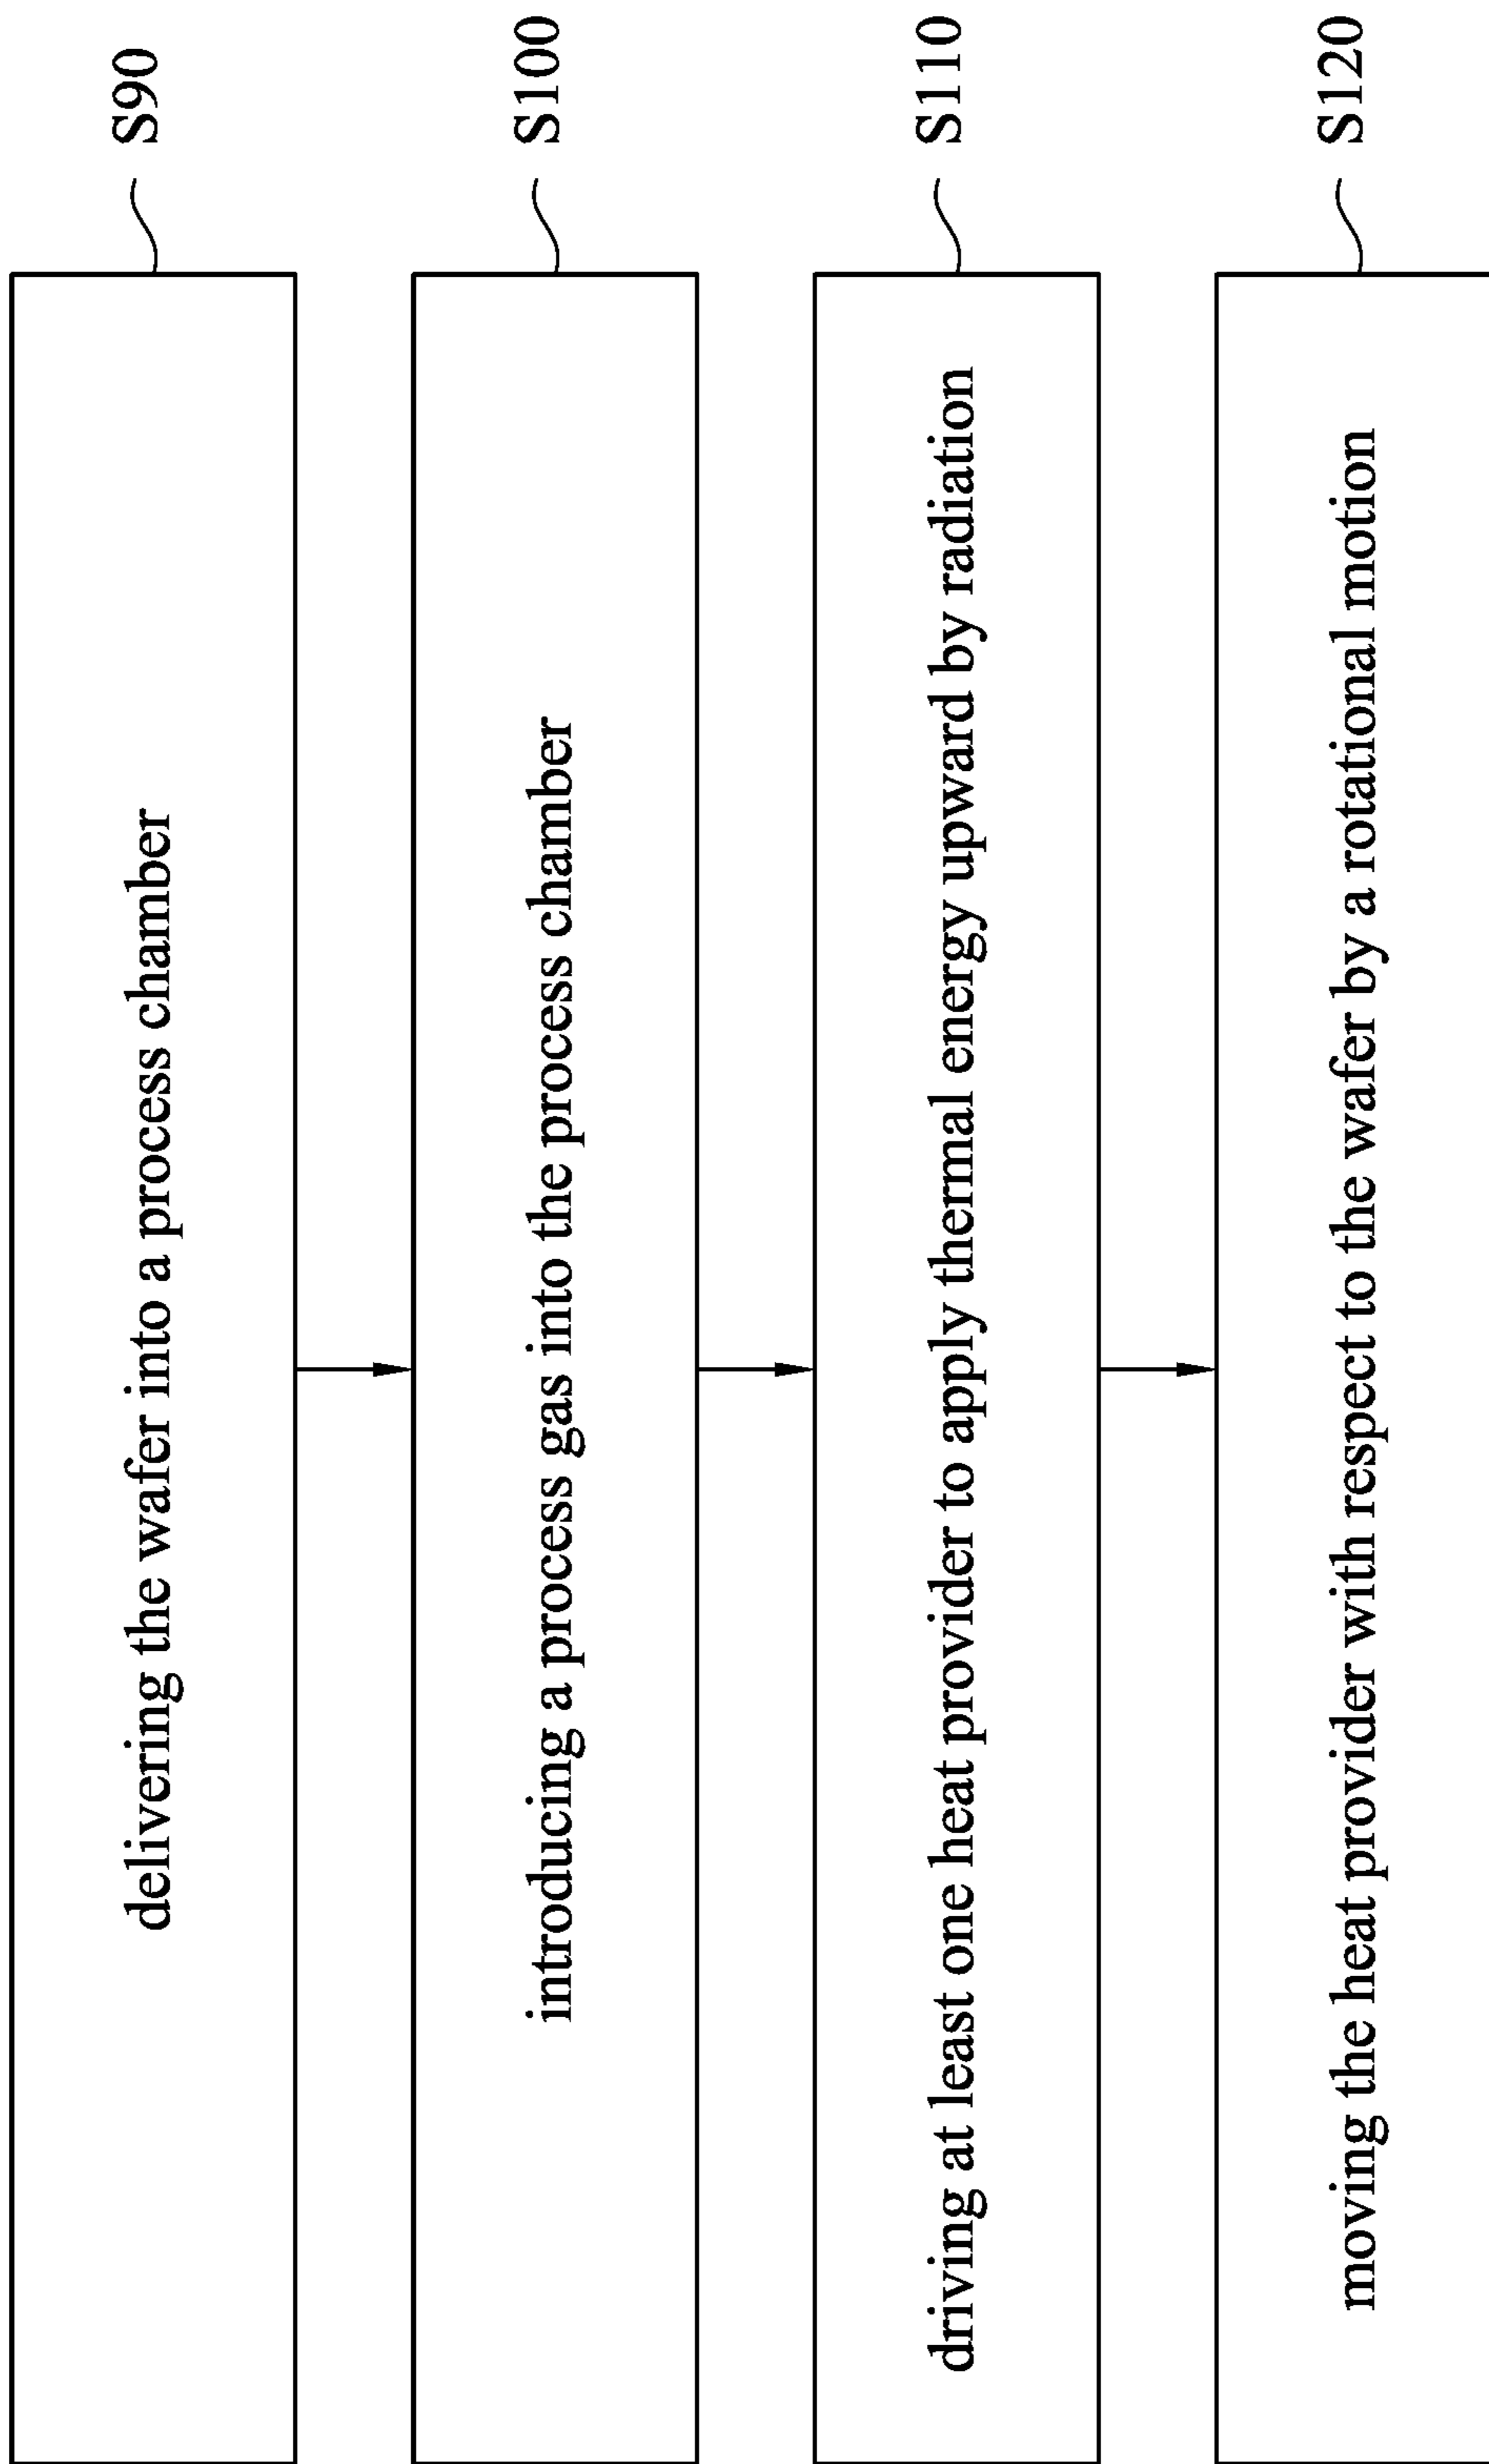 delivering the wafer into a process chamber
S90
introducing a process gas into the process chamber
S100
driving at least one heat provider to apply thermal energy upward by radiation
S110
moving the heat provider with respect to the wafer by a rotational motion
S120